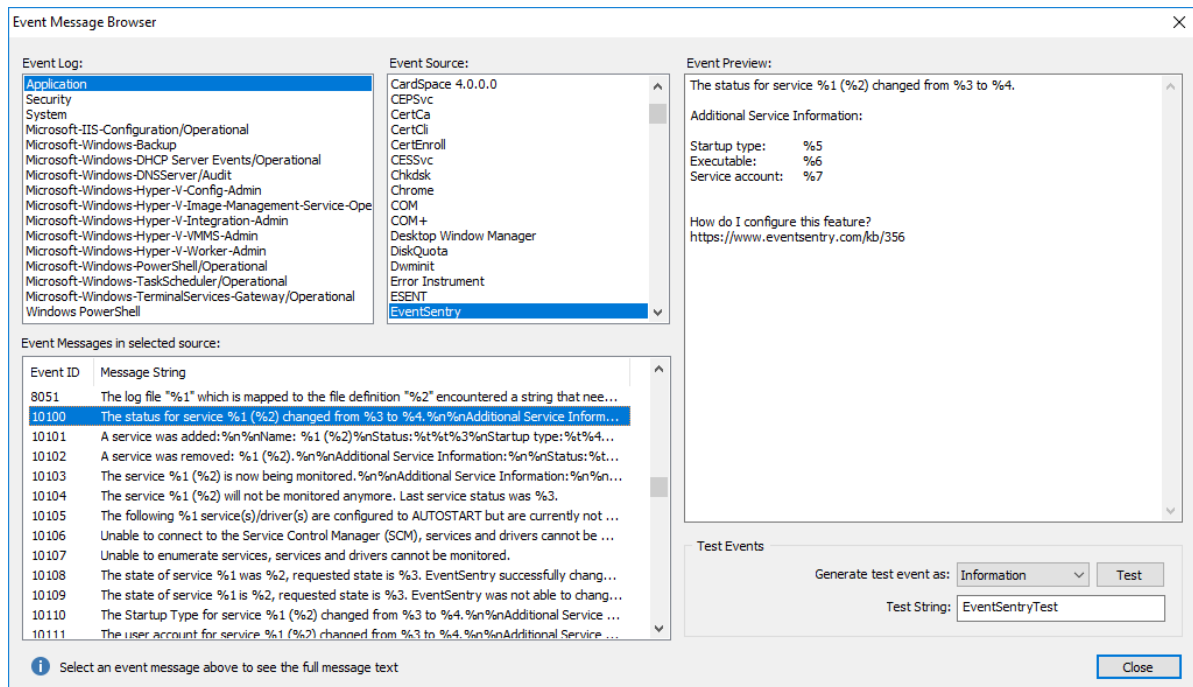 Event Message Browser
Event Log:
Application
Security
System
Microsoft-IIS-Configuration/Operational
Microsoft-Windows-Backup
Microsoft-Windows-DHCP Server Events/Operational
Microsoft-Windows-DNSServer/Audit
Microsoft-Windows-Hyper-V-Config-Admin
Microsoft-Windows-Hyper-V-Image-Management-Service-Ope
Microsoft-Windows-Hyper-V-Integration-Admin
Microsoft-Windows-Hyper-V-VMMS-Admin
Microsoft-Windows-Hyper-V-Worker-Admin
Microsoft-Windows-PowerShell/Operational
Microsoft-Windows-TaskScheduler/Operational
Microsoft-Windows-TerminalServices-Gateway/Operational
Windows PowerShell
Event Source:
CardSpace 4.0.0.0
CEPSvc
CertCa
CertCli
CertEnroll
CESSvc
Chkdsk
Chrome
COM
COM+
Desktop Window Manager
DiskQuota
Dwminit
Error Instrument
ESENT
EventSentry
Event Preview:
The status for service %1 (%2) changed from %3 to %4.
Additional Service Information:
Startup type: %5
Executable: %6
Service account: %7
How do I configure this feature?
https://www.eventsentry.com/kb/356
Event Messages in selected source:
Event ID Message String
8051 The log file "%1" which is mapped to the file definition "%2" encountered a string that nee...
10100 The status for service %1 (%2) changed from %3 to %4.%n%nAdditional Service Inform...
10101 A service was added:%n%nName: %1 (%2)%nStatus:%t%t%3%nStartup type:%t%4...
10102 A service was removed: %1 (%2).%n%nAdditional Information:%n%nStatus:%t...
10103 The service %1 (%2) is now being monitored.%n%nAdditional Service Information:%n%n...
10104 The service %1 (%2) will not be monitored anymore. Last service status was %3.
10105 The following %1 service(s)/driver(s) are configured to AUTOSTART but are currently not ...
10106 Unable to connect to the Service Control Manager (SCM), services and drivers cannot be ...
10107 Unable to enumerate services, services and drivers cannot be monitored.
10108 The state of service %1 was %2, requested state is %3. EventSentry successfully chang...
10109 The state of service %1 is %2, requested state is %3. EventSentry was not able to chang...
10110 The Startup Type for service %1 (%2) changed from %3 to %4.%n%nAdditional Service ...
10111 The user account for service %1 (%2) changed from %3 to %4.%n%nAdditional Service ...
Test Events
Generate test event as: Information Test
Test String: EventSentryTest
Select an event message above to see the full message text
Close